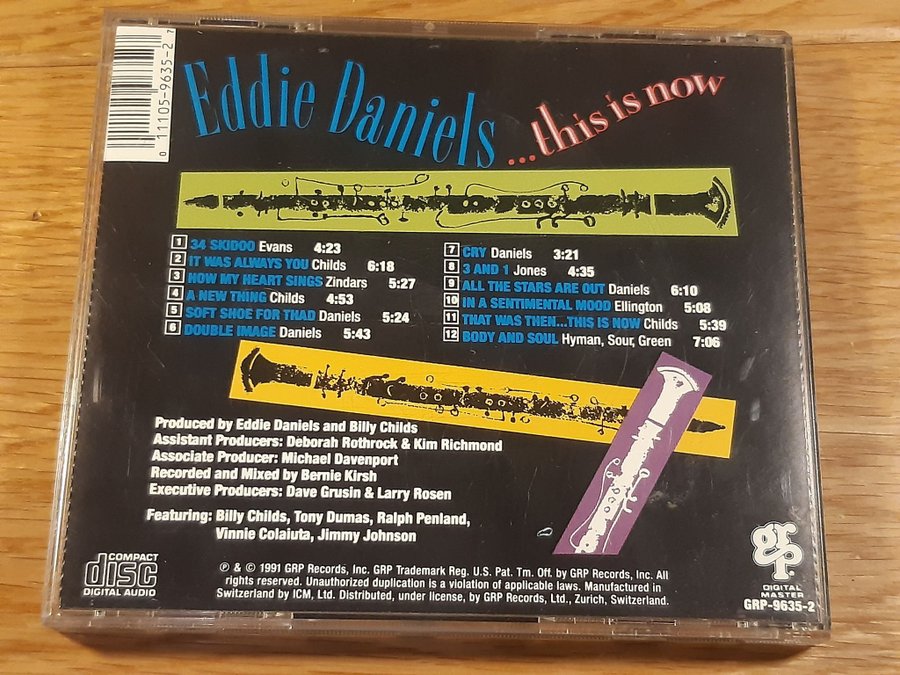 0 11105-9635-2 7
Eddie Daniels
...this is now
1 34 SKIDOO Evans 4:23
2 IT WAS ALWAYS YOU Childs 6:18
3 HOW MY HEART SINGS Zindars 5:27
4 A NEW THING Childs 4:53
5 SOFT SHOE FOR THAD Daniels 5:24
6 DOUBLE IMAGE Daniels 5:43
7 CRY Daniels 3:21
8 3 AND 1 Jones 4:35
9 ALL THE STARS ARE OUT Daniels 6:10
10 IN A SENTIMENTAL MOOD Ellington 5:08
11 THAT WAS THEN...THIS IS NOW Childs 5:39
12 BODY AND SOUL Hyman, Sour, Green 7:06
Produced by Eddie Daniels and Billy Childs
Assistant Producers: Deborah Rothrock & Kim Richmond
Associate Producer: Michael Davenport
Recorded and Mixed by Bernie Kirsh
Executive Producers: Dave Grusin & Larry Rosen
Featuring: Billy Childs, Tony Dumas, Ralph Penland,
Vinnie Colaiuta, Jimmy Johnson
COMPACT
disc
DIGITAL AUDIO
℗ & © 1991 GRP Records, Inc. GRP Trademark Reg. U.S. Pat. Tm. Off. by GRP Records, Inc. All
rights reserved. Unauthorized duplication is a violation of applicable laws. Manufactured in
Switzerland by ICM, Ltd. Distributed, under license, by GRP Records, Ltd., Zurich, Switzerland.
grp
DIGITAL
MASTER
GRP-9635-2